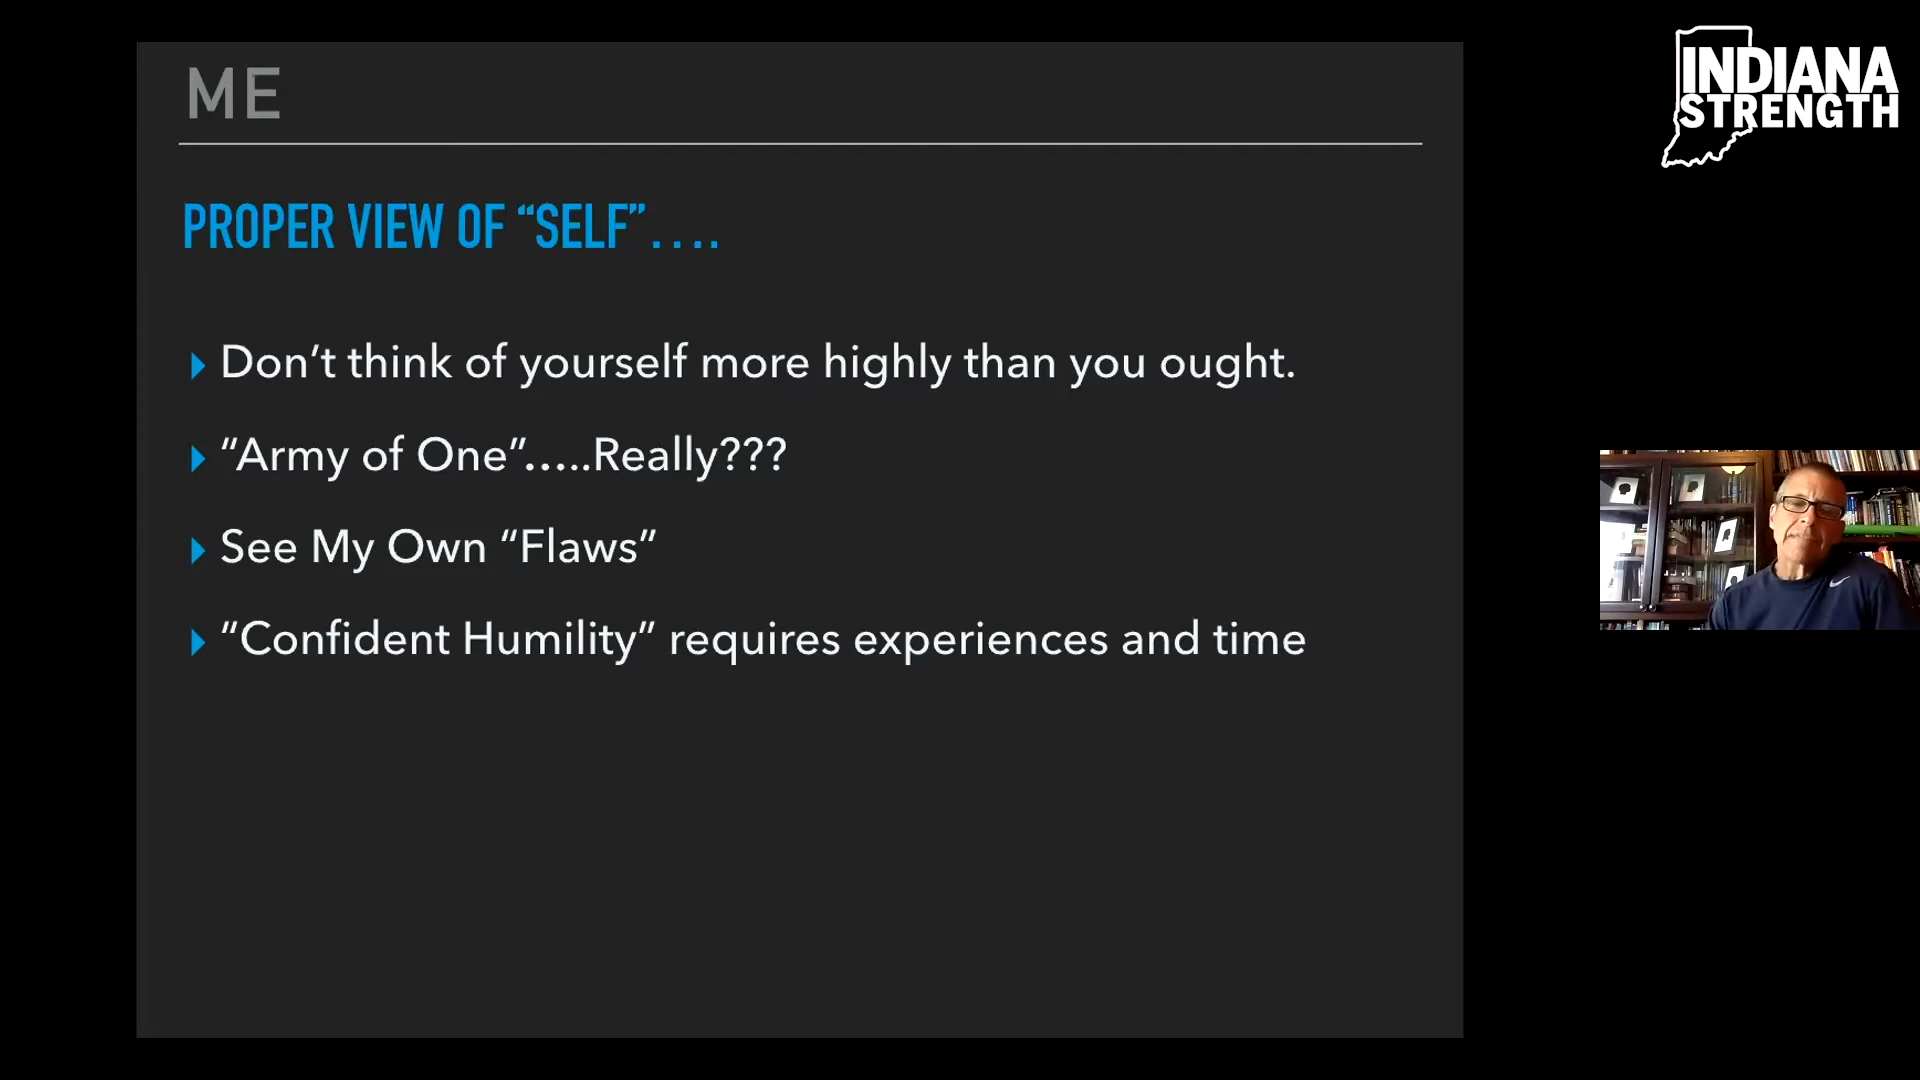 ME
PROPER VIEW OF “SELF”....
Don’t think of yourself more highly than you ought.
“Army of One”.....Really???
See My Own “Flaws”
“Confident Humility” requires experiences and time
INDIANA
STRENGTH